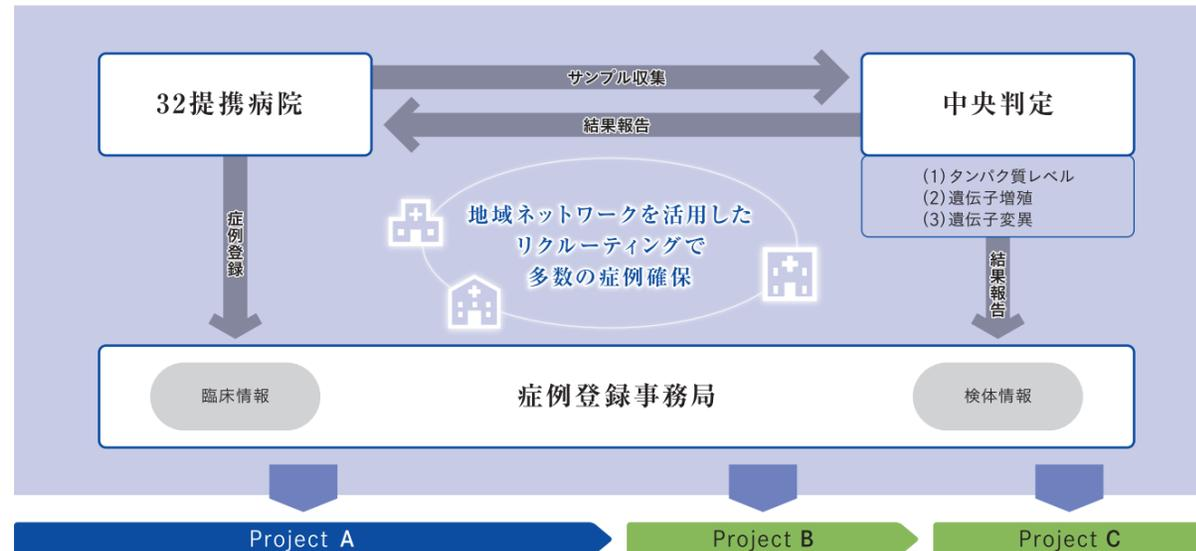 サンプル収集
32提携病院
中央判定
結果報告
(1)タンパク質レベル
(2)遺伝子増殖
(3)遺伝子変異
地域ネットワークを活用した
リクルーティングで
多数の症例確保
症例登録
結果報告
臨床情報
症例登録事務局
検体情報
Project A
Project B
Project C